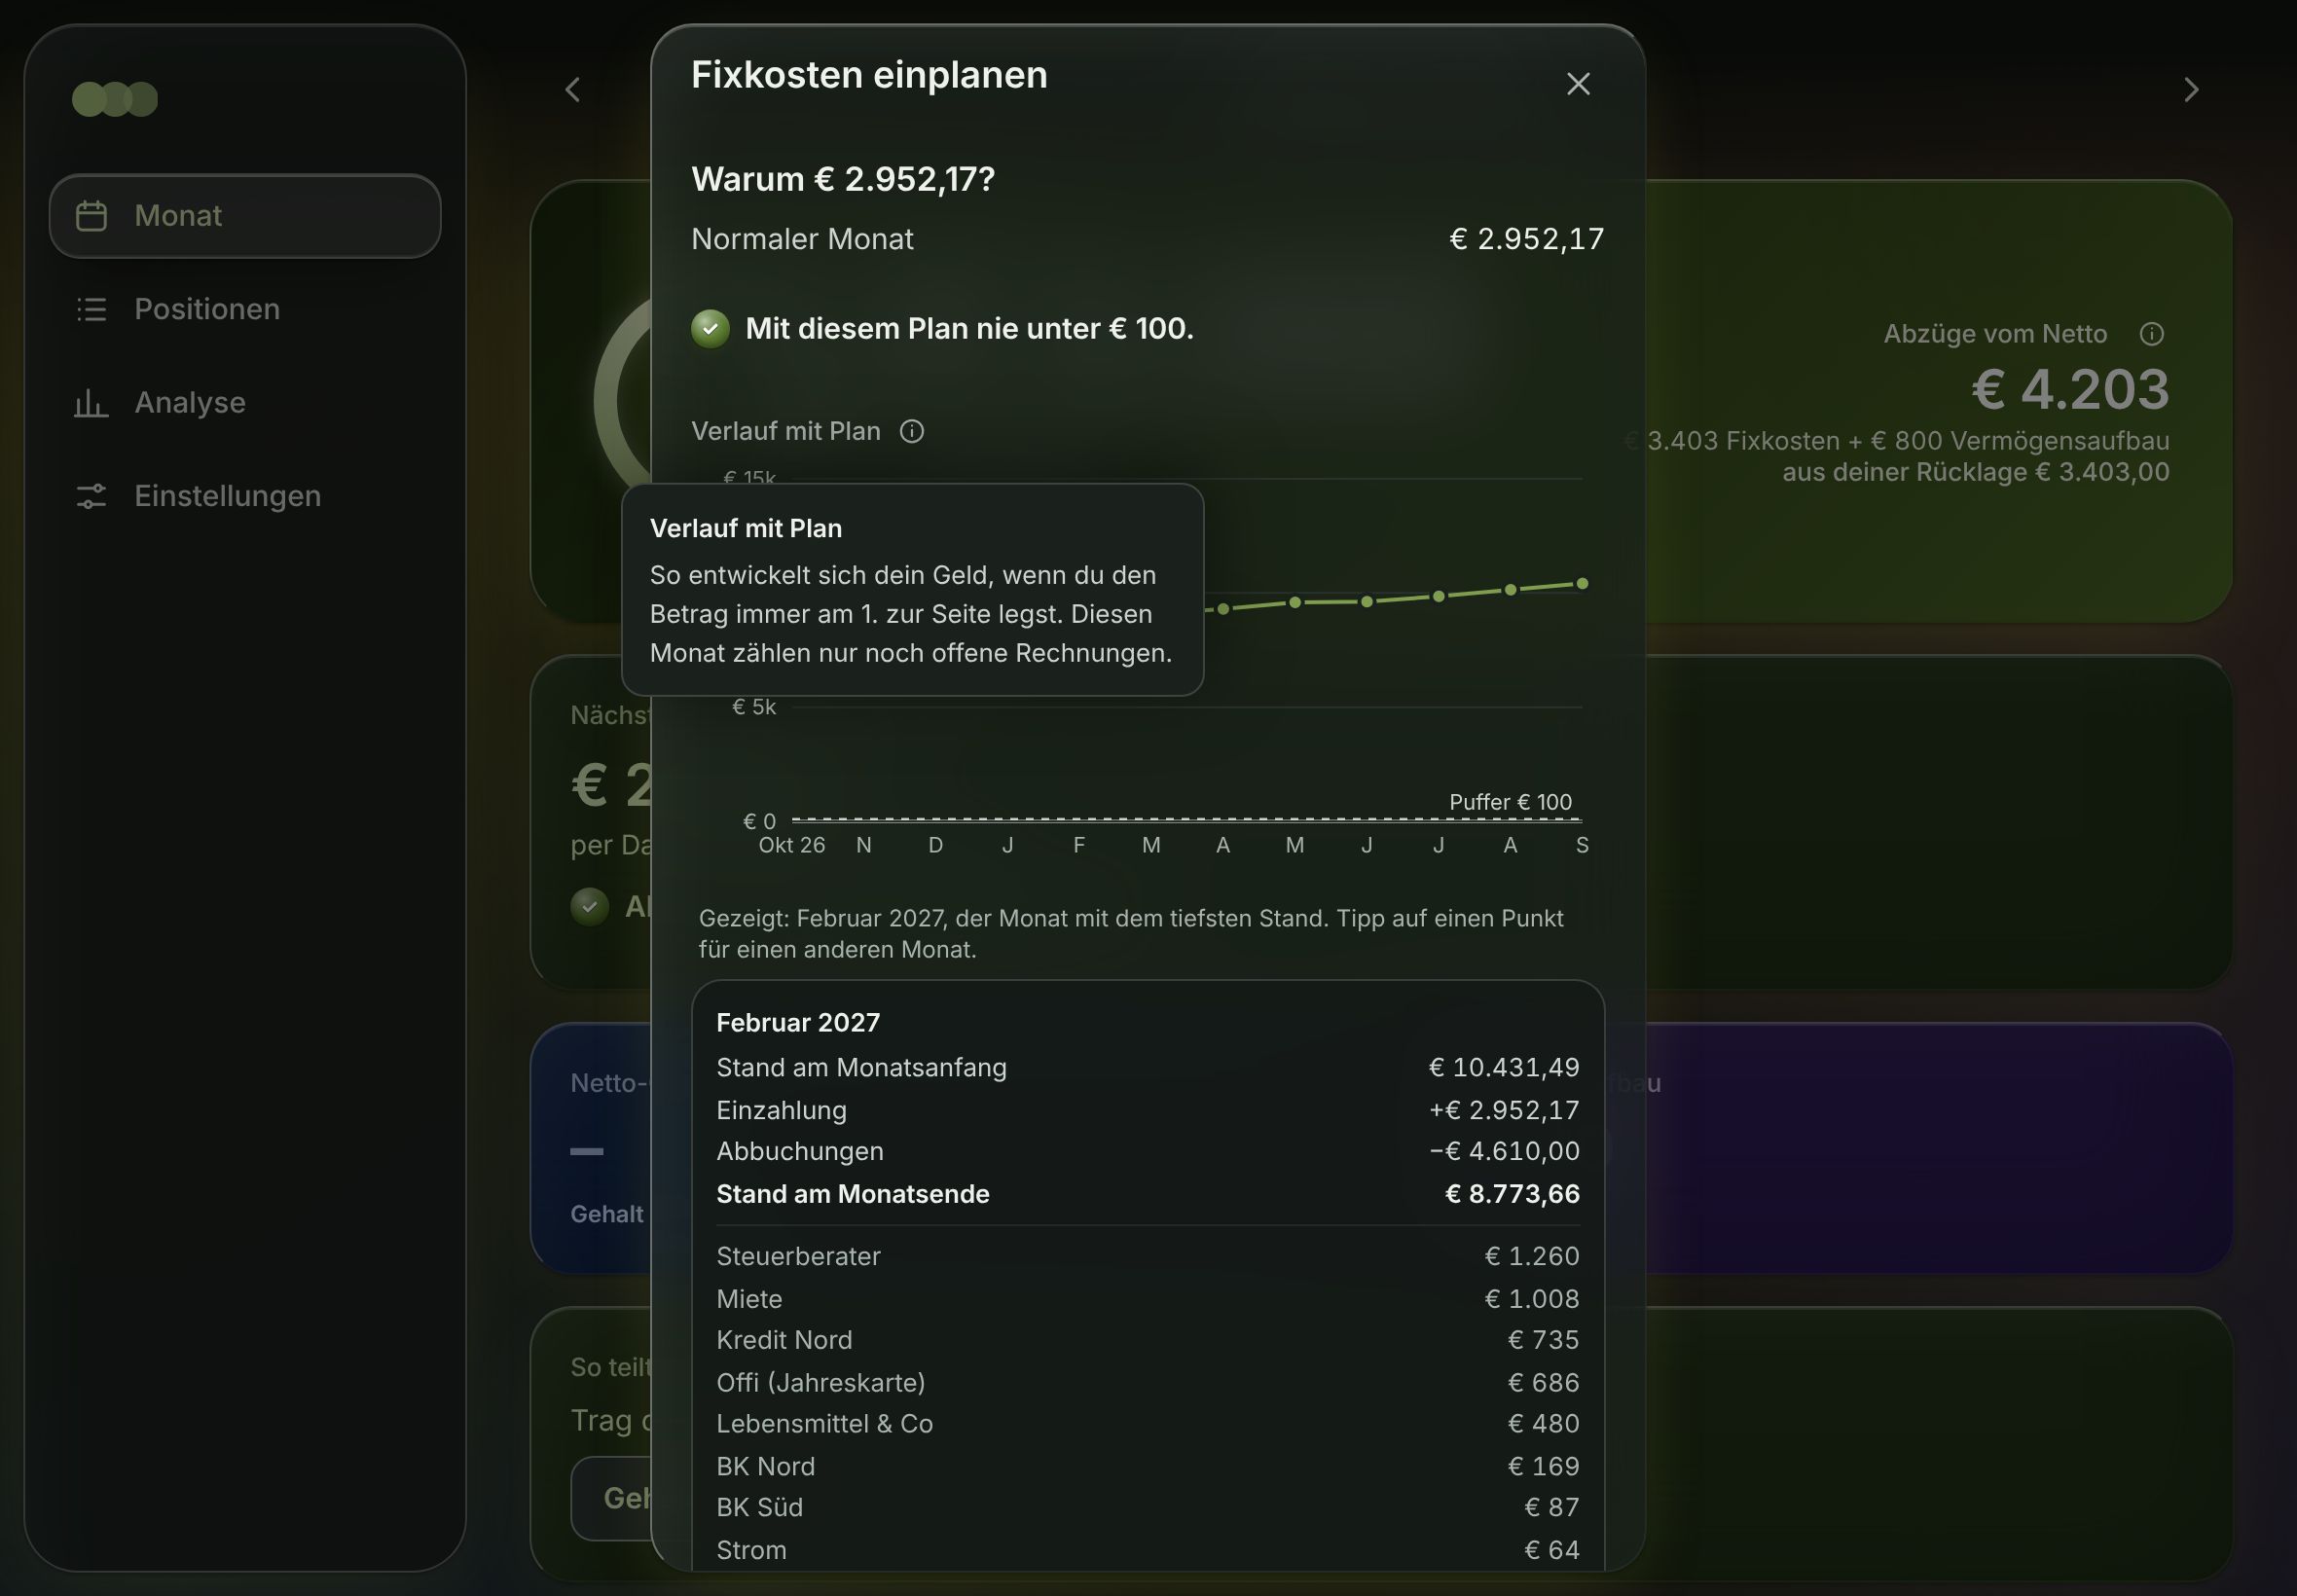 Monat
Positionen
Analyse
Einstellungen
Fixkosten einplanen
Warum € 2.952,17?
Normaler Monat € 2.952,17
Mit diesem Plan nie unter € 100.
Verlauf mit Plan
€ 15k
Verlauf mit Plan
So entwickelt sich dein Geld, wenn du den
Betrag immer am 1. zur Seite legst. Diesen
Monat zählen nur noch offene Rechnungen.
€ 5k
Puffer € 100
€ 0
Okt 26 N D J F M A M J J A S
Gezeigt: Februar 2027, der Monat mit dem tiefsten Stand. Tipp auf einen Punkt
für einen anderen Monat.
Februar 2027
Stand am Monatsanfang € 10.431,49
Einzahlung +€ 2.952,17
Abbuchungen −€ 4.610,00
Stand am Monatsende € 8.773,66
Steuerberater € 1.260
Miete € 1.008
Kredit Nord € 735
Offi (Jahreskarte) € 686
Lebensmittel & Co € 480
BK Nord € 169
BK Süd € 87
Strom € 64
Abzüge vom Netto
€ 4.203
€ 3.403 Fixkosten + € 800 Vermögensaufbau
aus deiner Rücklage € 3.403,00
€ 2
per
Netto-
Gehalt
So teilt
Trag